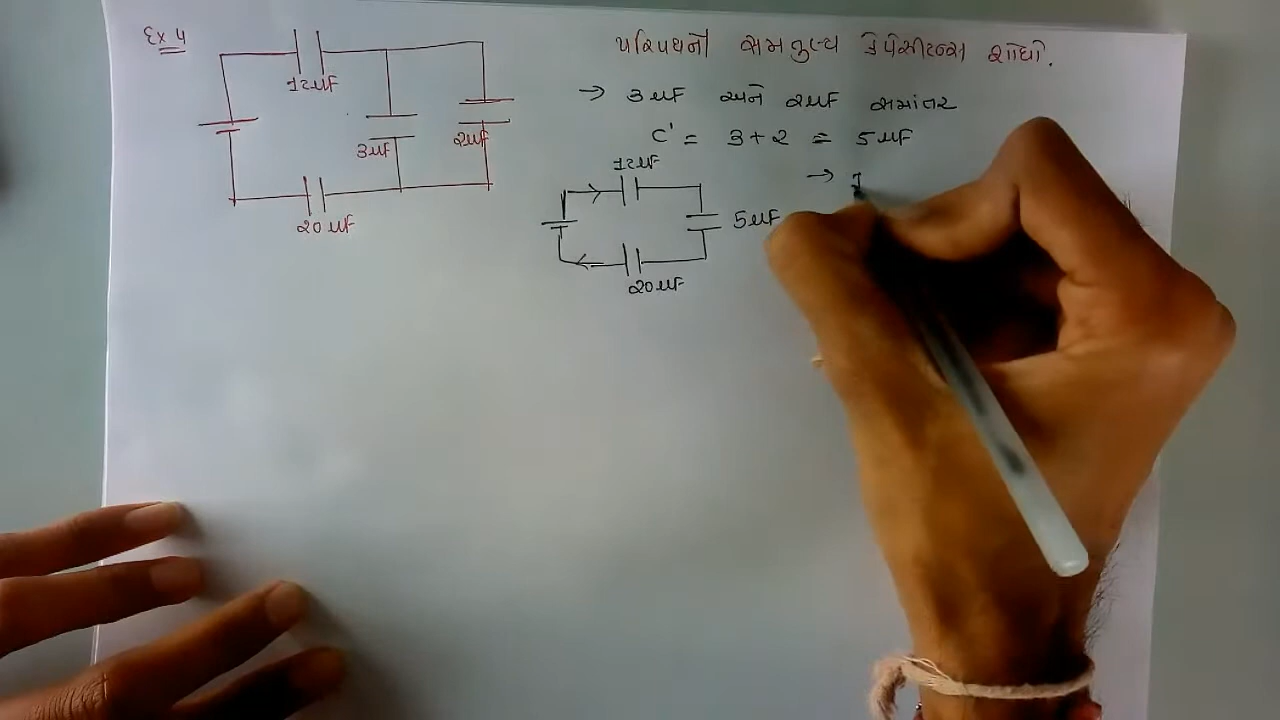 Ex 4
12μF
3μF
2μF
20μF
પરિપથનો સમતુલ્ય કેપેસીટન્સ શોધો.
→ 3μF અને 2μF સમાંતર
C' = 3+2 = 5μF
12μF
5μF
20μF
→ 1